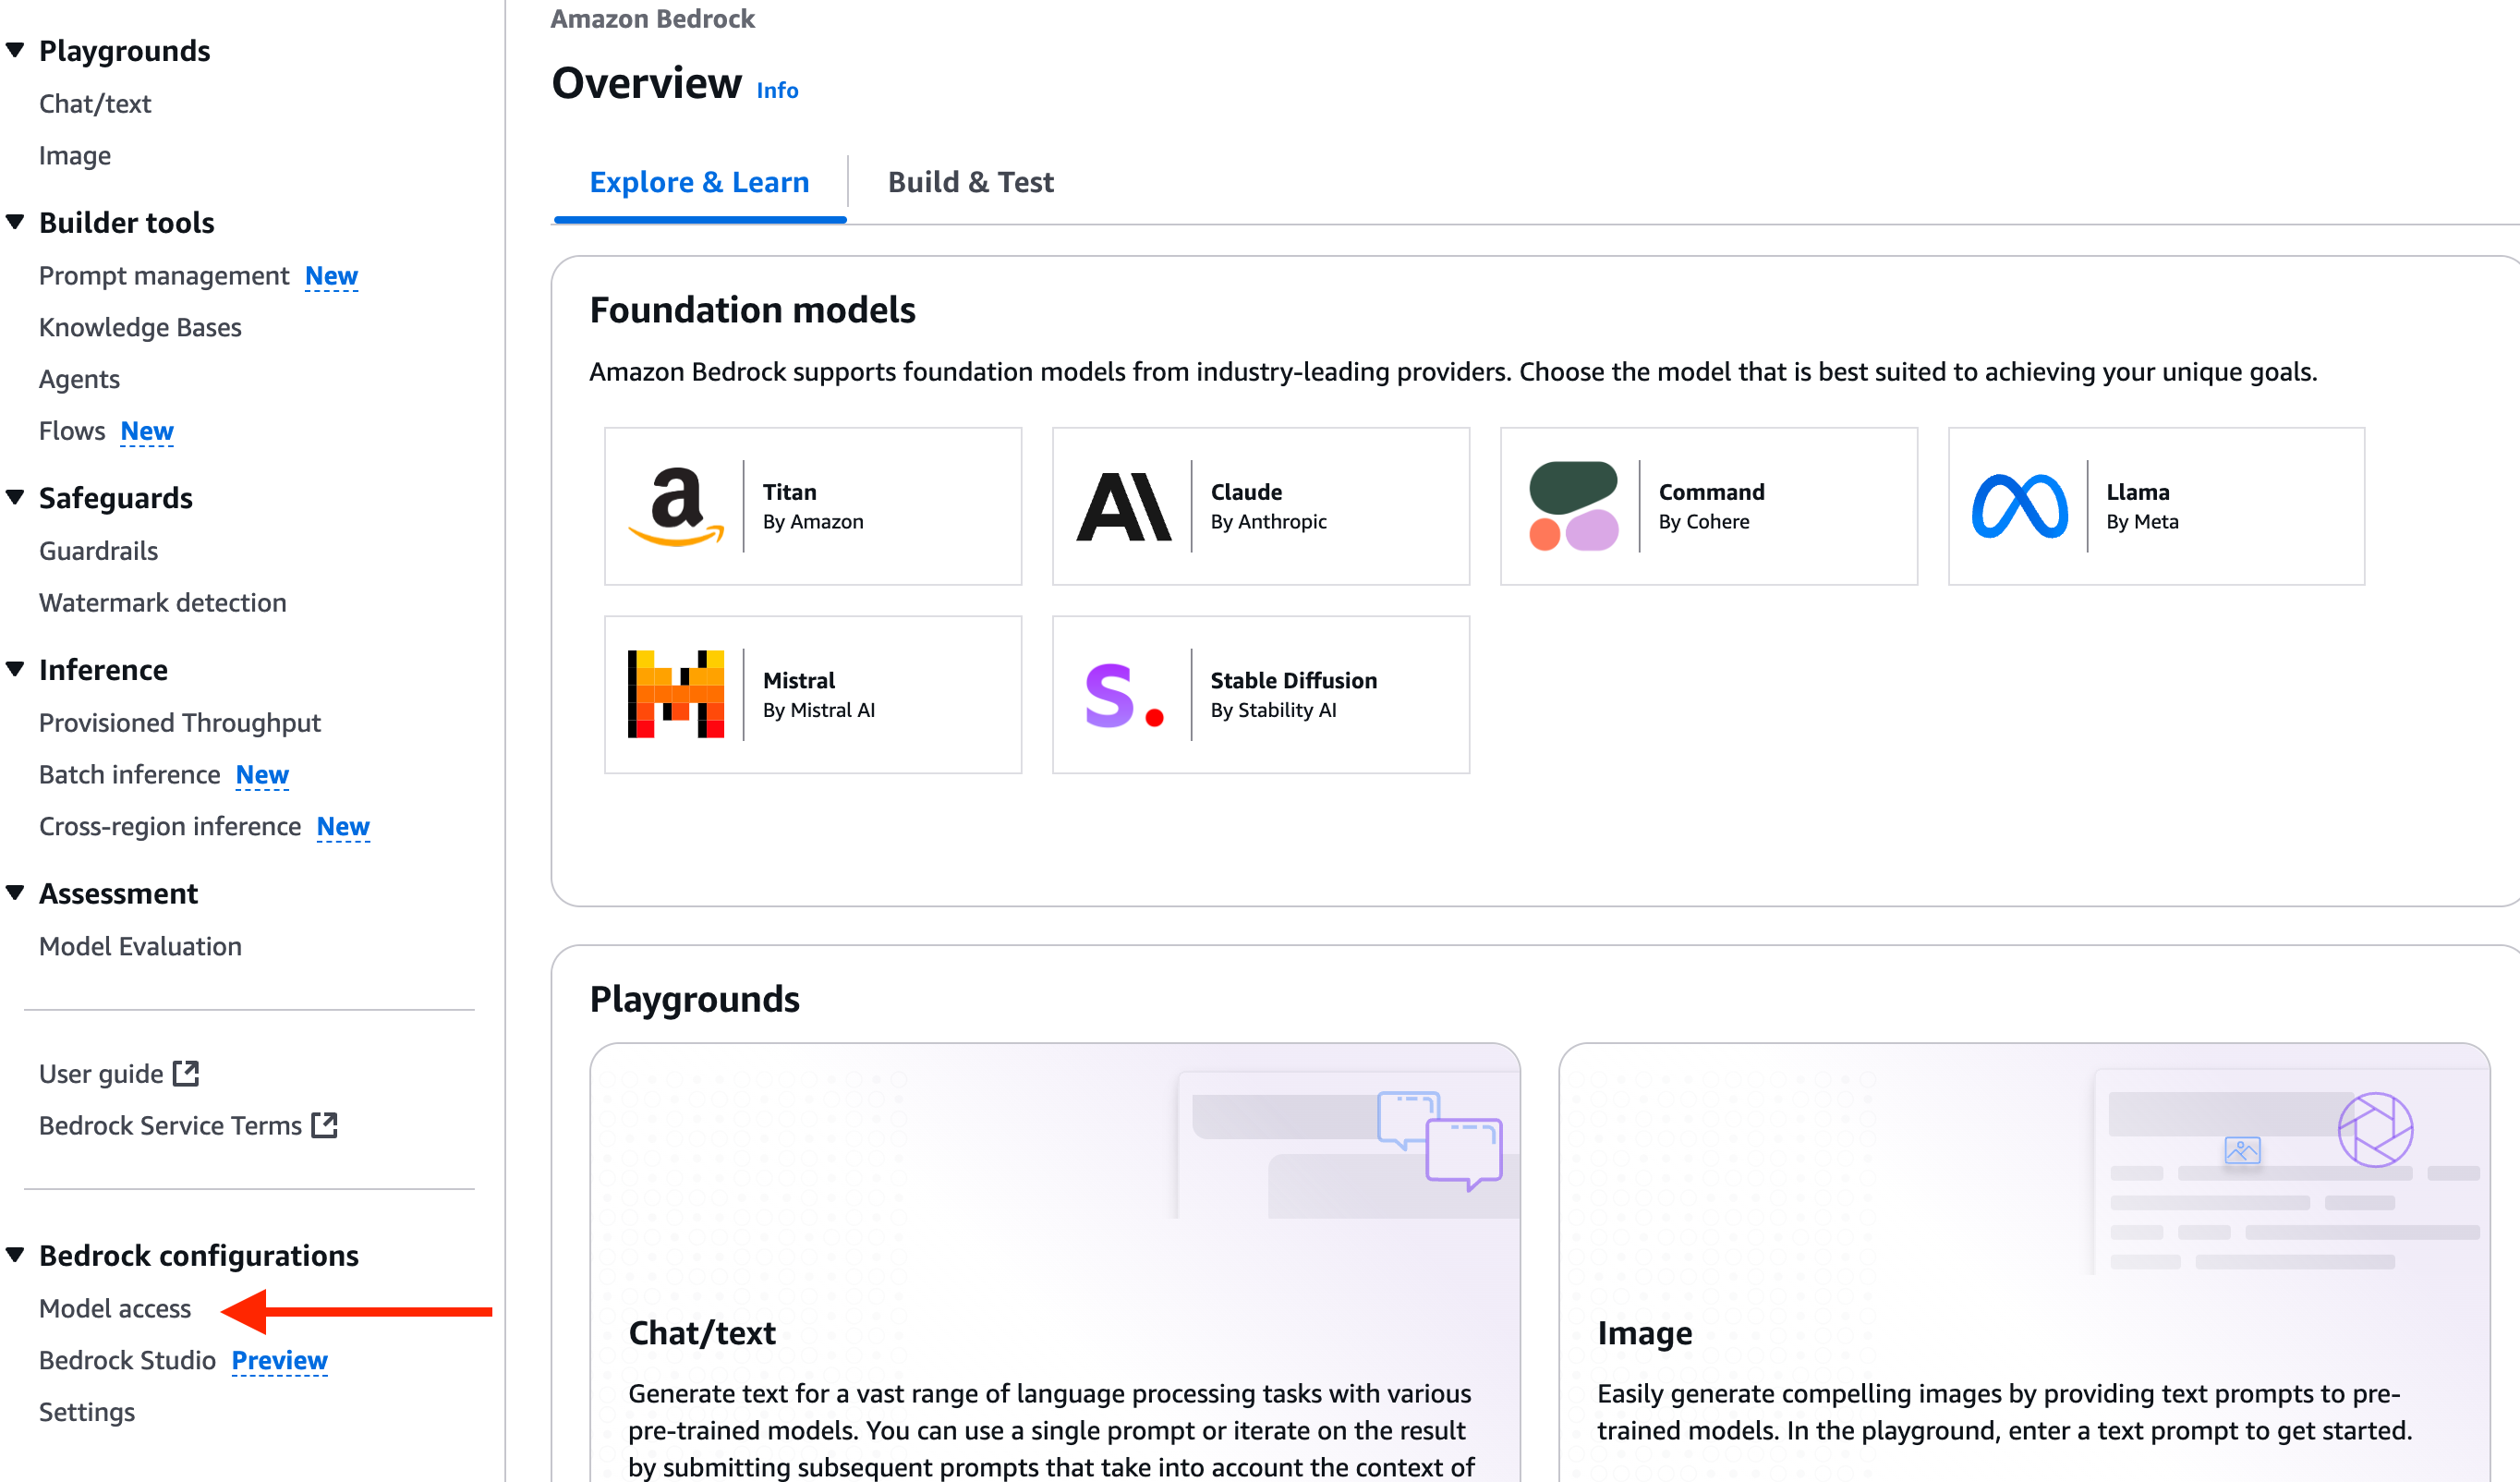 Playgrounds
Chat/text
Image
Builder tools
Prompt management New
Knowledge Bases
Agents
Flows New
Safeguards
Guardrails
Watermark detection
Inference
Provisioned Throughput
Batch inference New
Cross-region inference New
Assessment
Model Evaluation
User guide
Bedrock Service Terms
Bedrock configurations
Model access
Bedrock Studio Preview
Settings
Amazon Bedrock
Overview Info
Explore & Learn
Build & Test
Foundation models
Amazon Bedrock supports foundation models from industry-leading providers. Choose the model that is best suited to achieving your unique goals.
Titan
By Amazon
Claude
By Anthropic
Command
By Cohere
Llama
By Meta
Mistral
By Mistral AI
Stable Diffusion
By Stability AI
Playgrounds
Chat/text
Generate text for a vast range of language processing tasks with various
pre-trained models. You can use a single prompt or iterate on the result
by submitting subsequent prompts that take into account the context of
Image
Easily generate compelling images by providing text prompts to pre-
trained models. In the playground, enter a text prompt to get started.